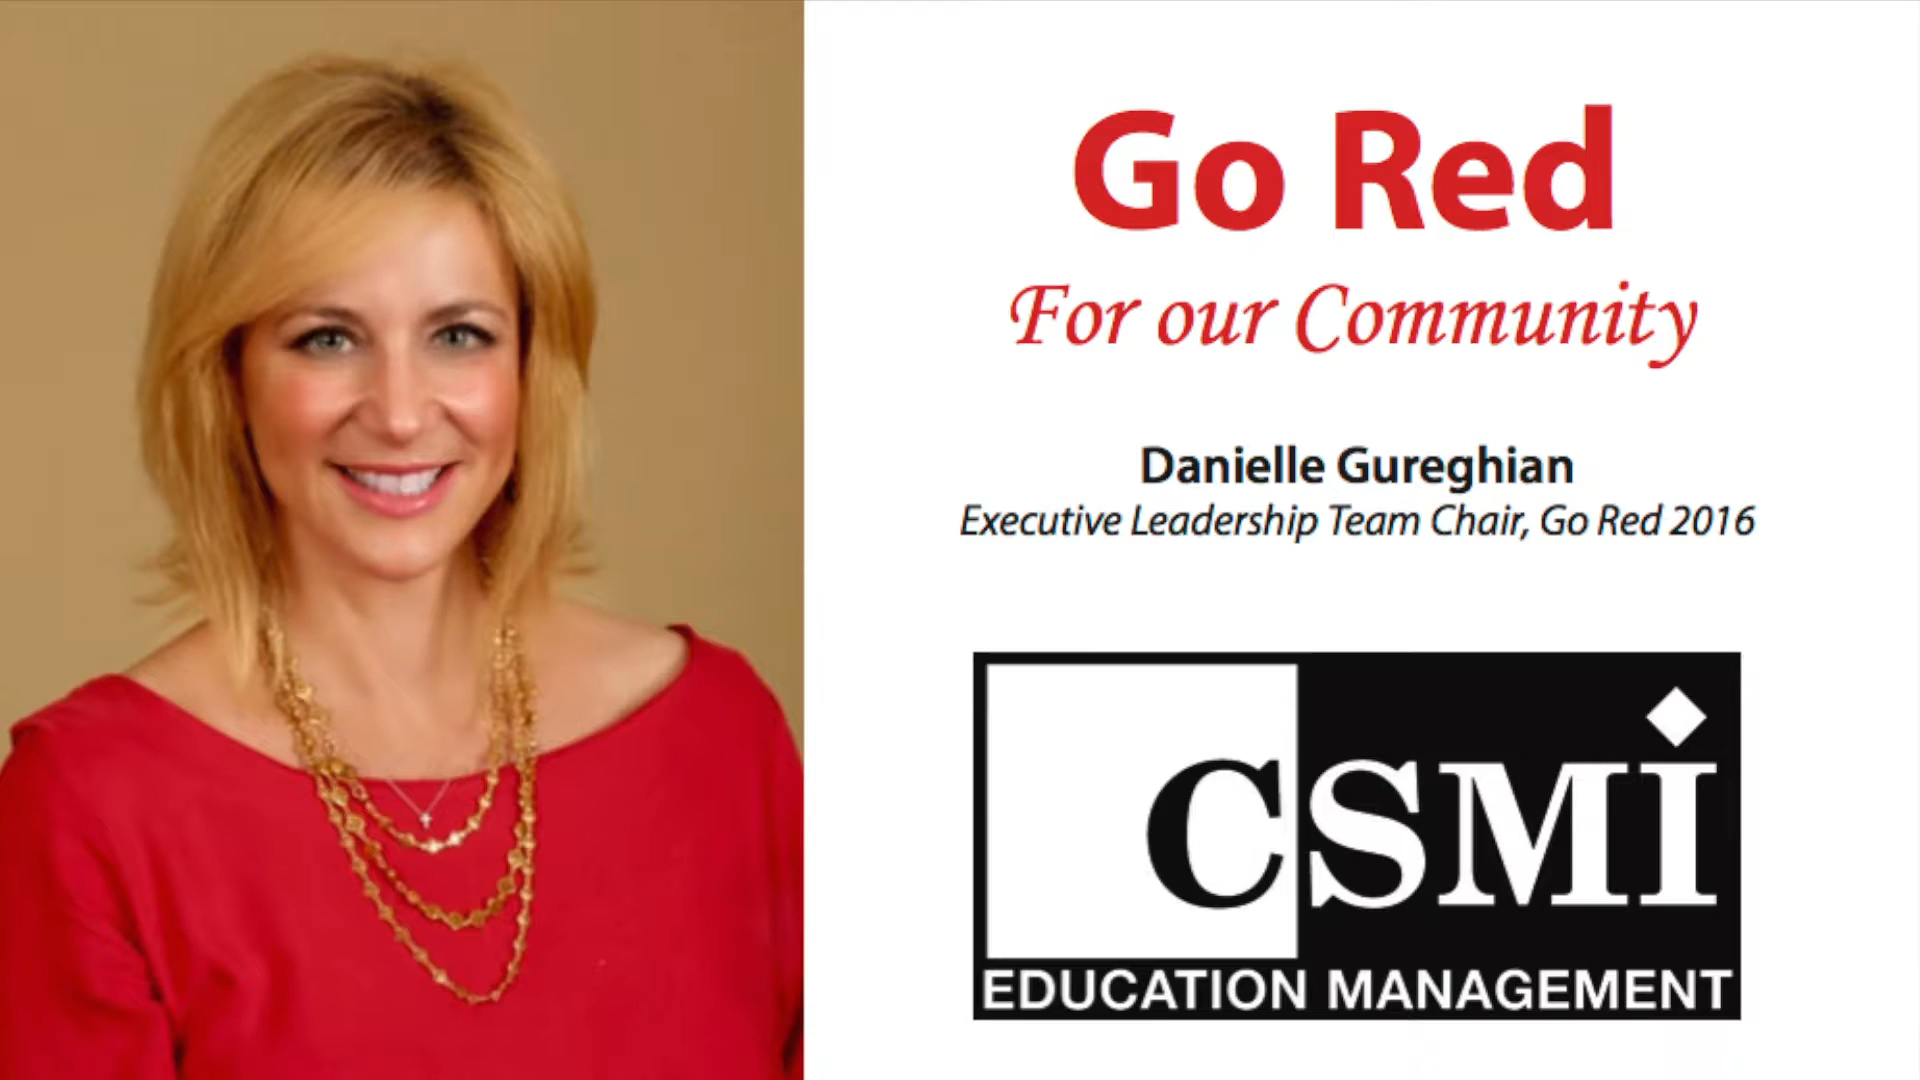 Go Red
For our Community
Danielle Gureghian
Executive Leadership Team Chair, Go Red 2016
CSMI
EDUCATION MANAGEMENT